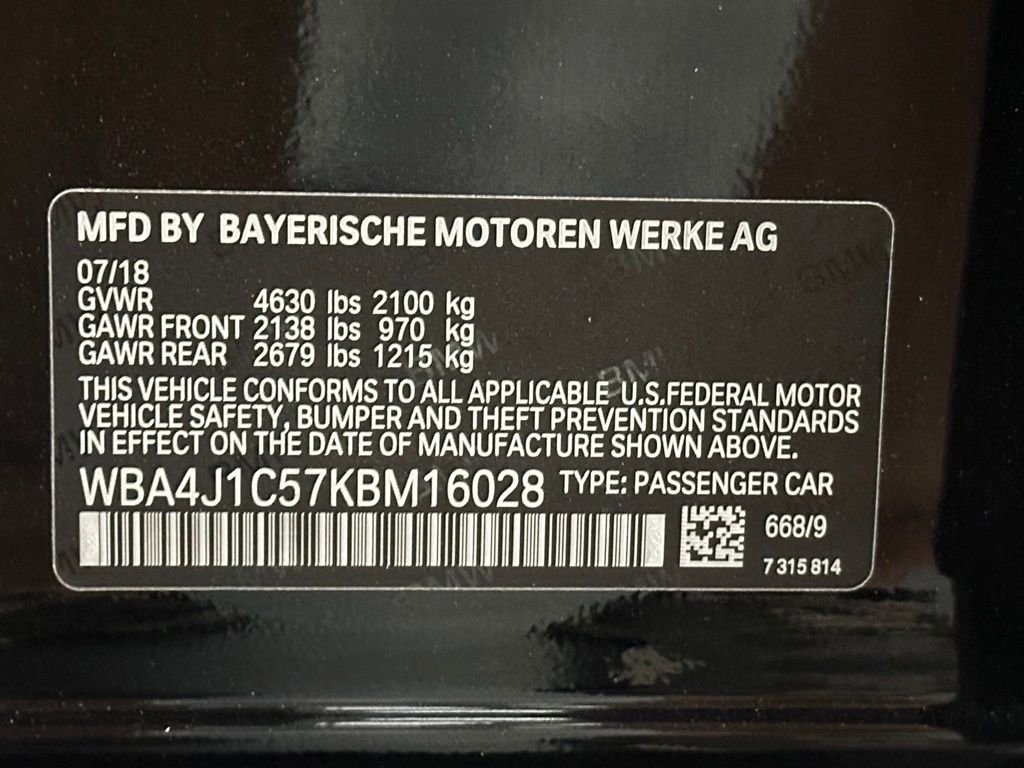 MFD BY BAYERISCHE MOTOREN WERKE AG
07/18
GVWR 4630 lbs 2100 kg
GAWR FRONT 2138 lbs 970 kg
GAWR REAR 2679 lbs 1215 kg
THIS VEHICLE CONFORMS TO ALL APPLICABLE U.S.FEDERAL MOTOR
VEHICLE SAFETY, BUMPER AND THEFT PREVENTION STANDARDS
IN EFFECT ON THE DATE OF MANUFACTURE SHOWN ABOVE.
WBA4J1C57KBM16028 TYPE: PASSENGER CAR
668/9
7 315 814